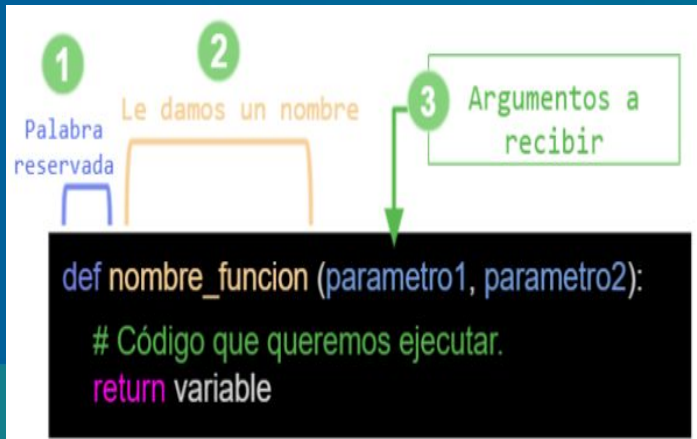 1
Palabra
reservada
2
Le damos un nombre
3
Argumentos a
recibir
def nombre_funcion (parametro1, parametro2):
# Código que queremos ejecutar.
return variable